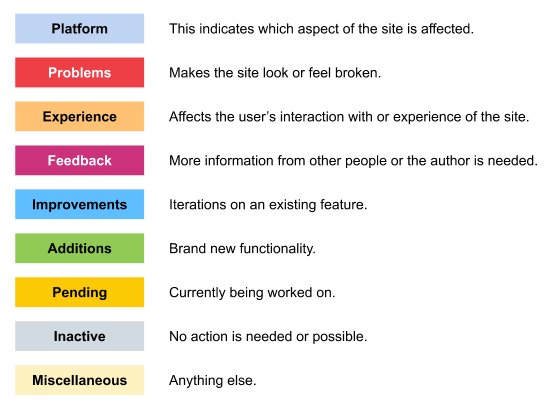 Platform This indicates which aspect of the site is affected.
Problems Makes the site look or feel broken.
Experience Affects the user’s interaction with or experience of the site.
Feedback More information from other people or the author is needed.
Improvements Iterations on an existing feature.
Additions Brand new functionality.
Pending Currently being worked on.
Inactive No action is needed or possible.
Miscellaneous Anything else.